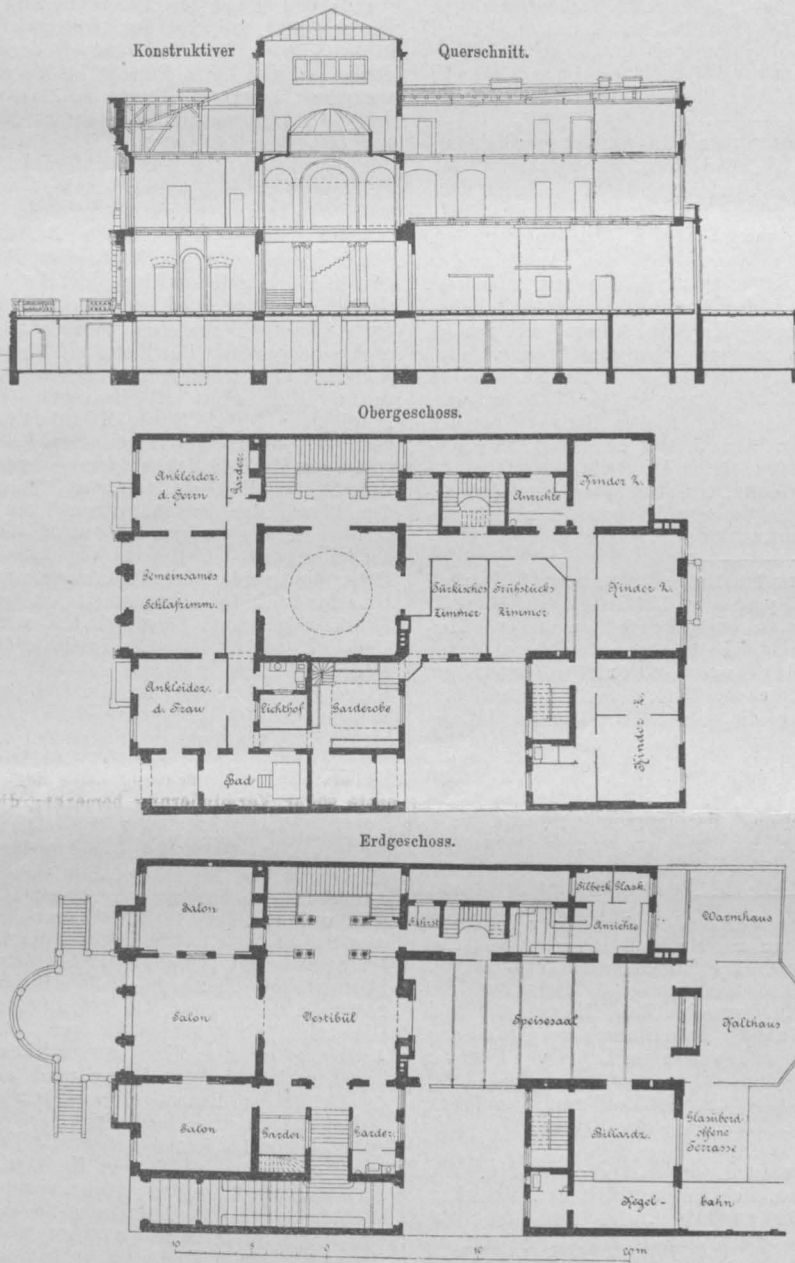 Konstruktiver Querschnitt.
Obergeschoss.
Ankleidez.
d. Herrn
Garder.
Anrichte
Kinder Z.
Gemeinsames
Schlafzimm.
Türkisches
Zimmer
Frühstücks
Zimmer
Kinder Z.
Ankleidez.
d. Frau
Lichthof
Garderobe
Kinder Z.
Bad
Erdgeschoss.
Salon
Fahrst.
Silberk.
Glask.
Anrichte
Warmhaus
Salon
Vestibül
Speisesaal
Kalthaus
Salon
Garder.
Garder.
Billardz.
Glasüberd
offene
Terrasse
Kegel-
bahn
10 5 0 10 20 m